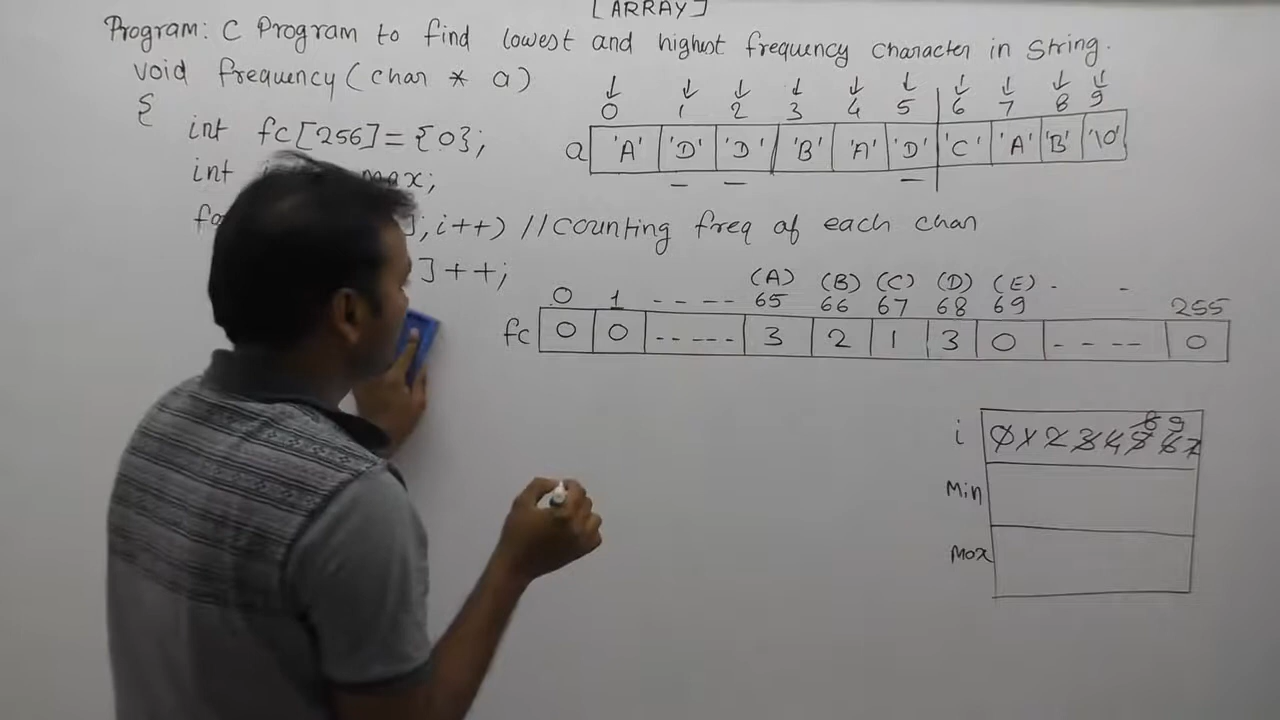 [ARRAY]
Program: C Program to find lowest and highest frequency character in String.
void frequency(char * a)
{
int fc[256]={0};
int max;
, i++) //counting freq of each char
]++;
0 1 2 3 4 5 6 7 8 9
a 'A' 'D' 'D' 'B' 'A' 'D' 'C' 'A' 'B' '\0'
(A) (B) (C) (D) (E) - -
0 1 ---- 65 66 67 68 69 255
fc 0 0 ----- 3 2 1 3 0 ---- 0
8 9
i 0 1 2 3 4 5 6 7
Min
Max